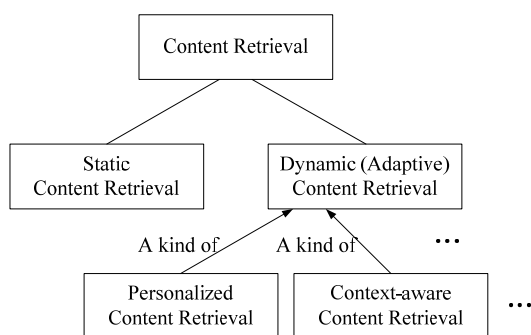 Content Retrieval
Static
Content Retrieval
Dynamic (Adaptive)
Content Retrieval
A kind of
A kind of
...
Personalized
Content Retrieval
Context-aware
Content Retrieval
...